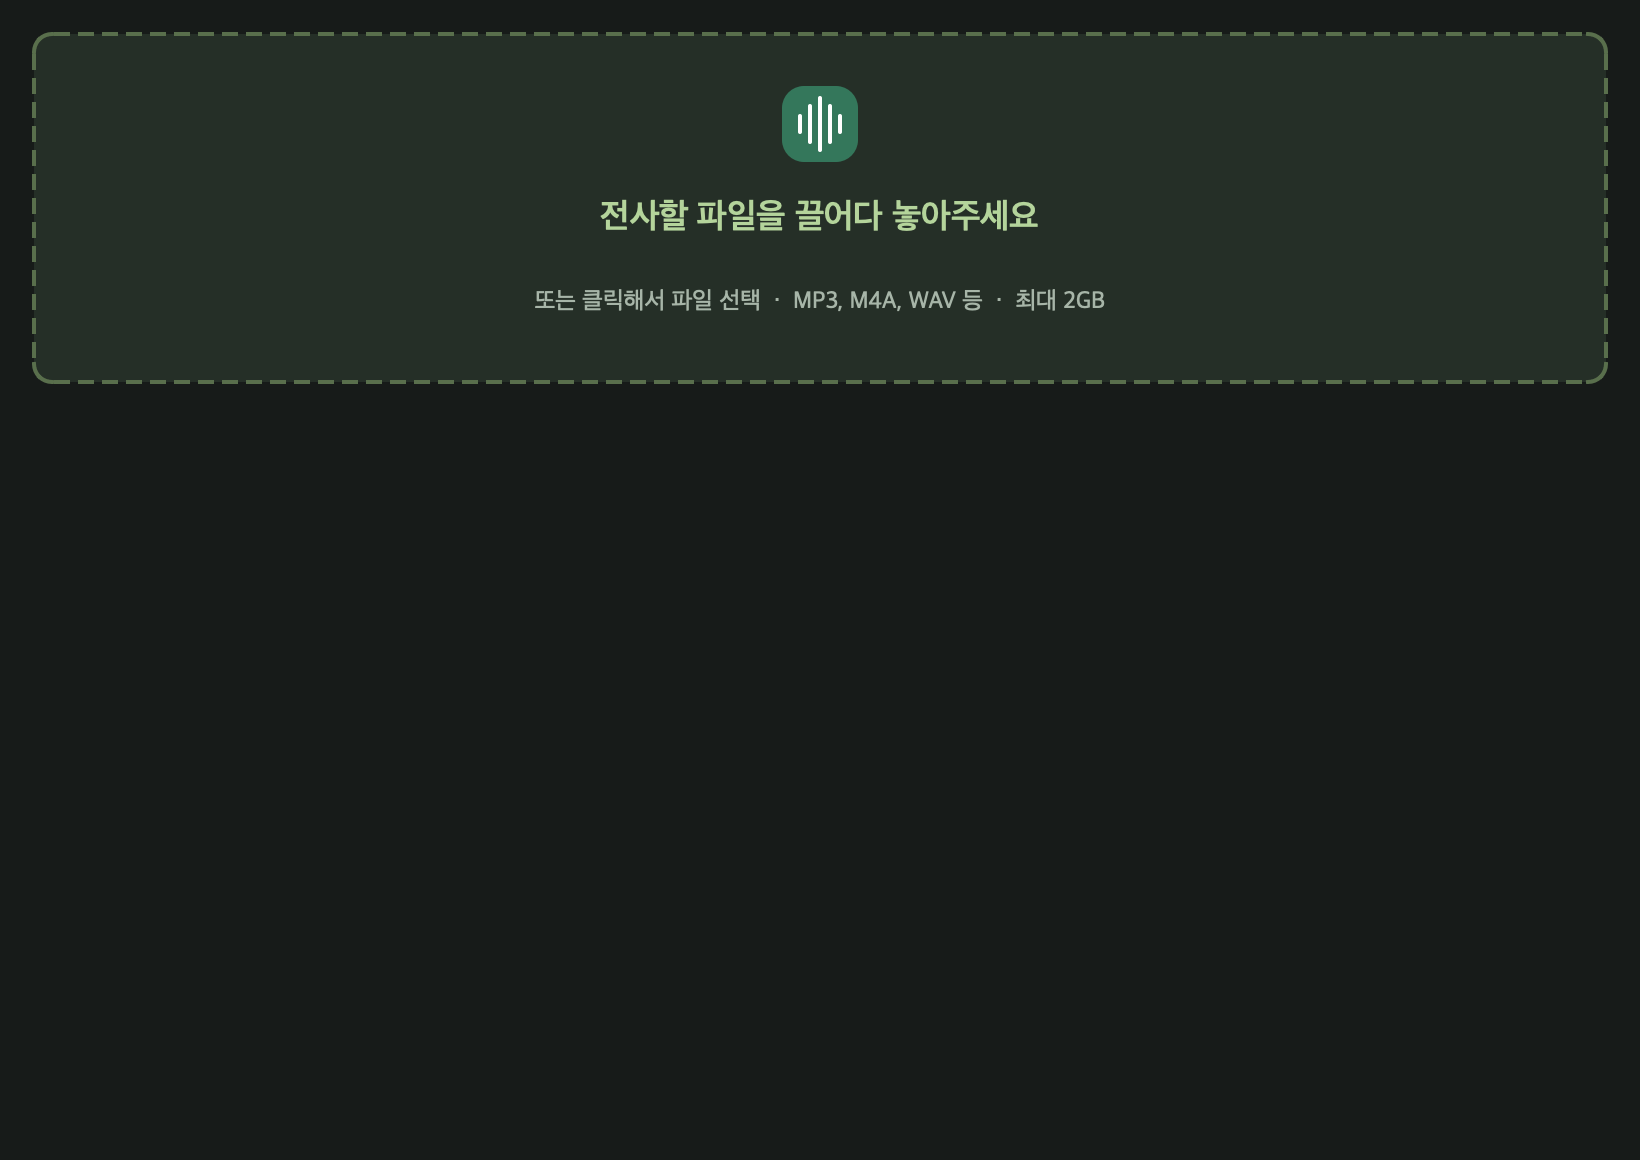 전사할 파일을 끌어다 놓아주세요
또는 클릭해서 파일 선택 · MP3, M4A, WAV 등 · 최대 2GB